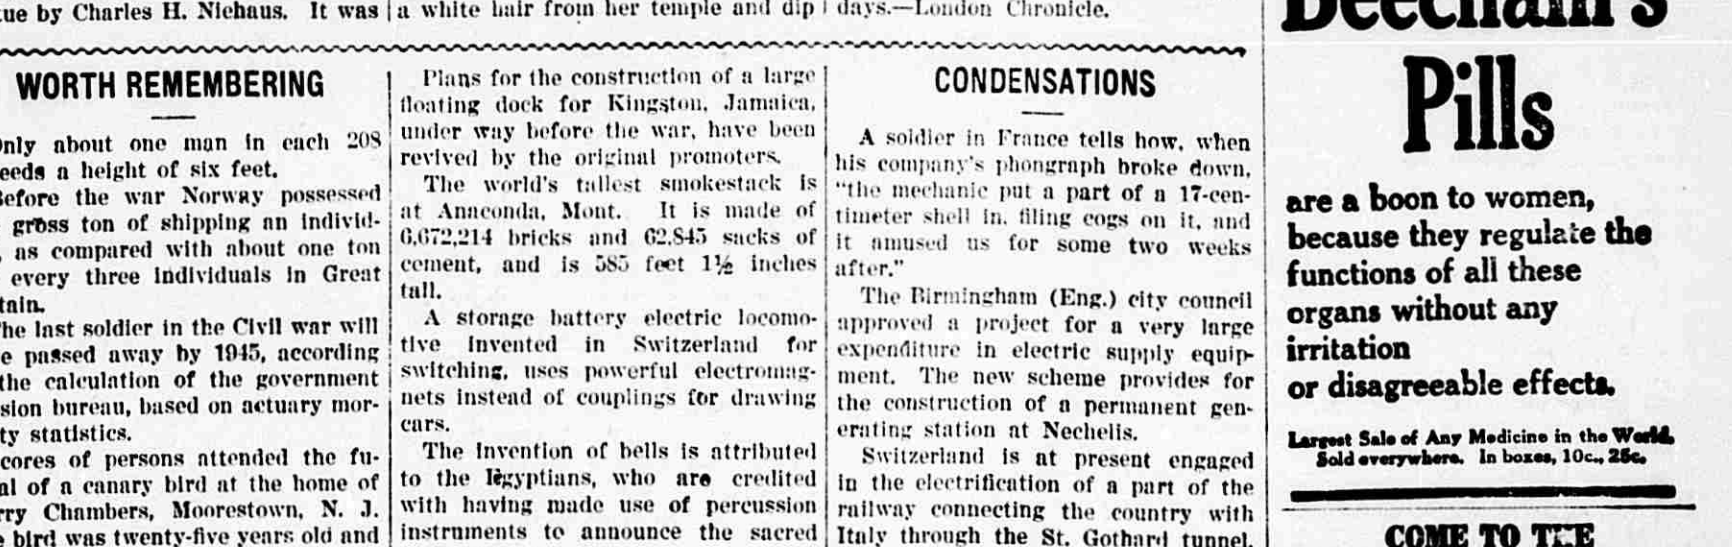 ue by Charles H. Niehaus. It was
WORTH REMEMBERING
Only about one man in each 208
eeds a height of six feet.
Before the war Norway possessed
gross ton of shipping an individ-
, as compared with about one ton
every three individuals in Great
tain.
The last soldier in the Civil war will
e passed away by 1945, according
the calculation of the government
sion bureau, based on actuary mor-
ty statistics.
cores of persons attended the fu-
al of a canary bird at the home of
rry Chambers, Moorestown, N. J.
e bird was twenty-five years old and
a white hair from her temple and dip
Plans for the construction of a large
floating dock for Kingston, Jamaica,
under way before the war, have been
revived by the original promoters.
The world's tallest smokestack is
at Anaconda, Mont. It is made of
6,672,214 bricks and 62,845 sacks of
cement, and is 585 feet 1½ inches
tall.
A storage battery electric locomo-
tive invented in Switzerland for
switching, uses powerful electromag-
nets instead of couplings for drawing
cars.
The invention of bells is attributed
to the Egyptians, who are credited
with having made use of percussion
instruments to announce the sacred
days.—London Chronicle.
CONDENSATIONS
A soldier in France tells how, when
his company's phongraph broke down,
"the mechanic put a part of a 17-cen-
timeter shell in, filing cogs on it, and
it amused us for some two weeks
after."
The Birmingham (Eng.) city council
approved a project for a very large
expenditure in electric supply equip-
ment. The new scheme provides for
the construction of a permanent gen-
erating station at Nechells.
Switzerland is at present engaged
in the electrification of a part of the
railway connecting the country with
Italy through the St. Gothard tunnel.
Beecham's
Pills
are a boon to women,
because they regulate the
functions of all these
organs without any
irritation
or disagreeable effects.
Largest Sale of Any Medicine in the World.
Sold everywhere. In boxes, 10c., 25c.
COME TO THE